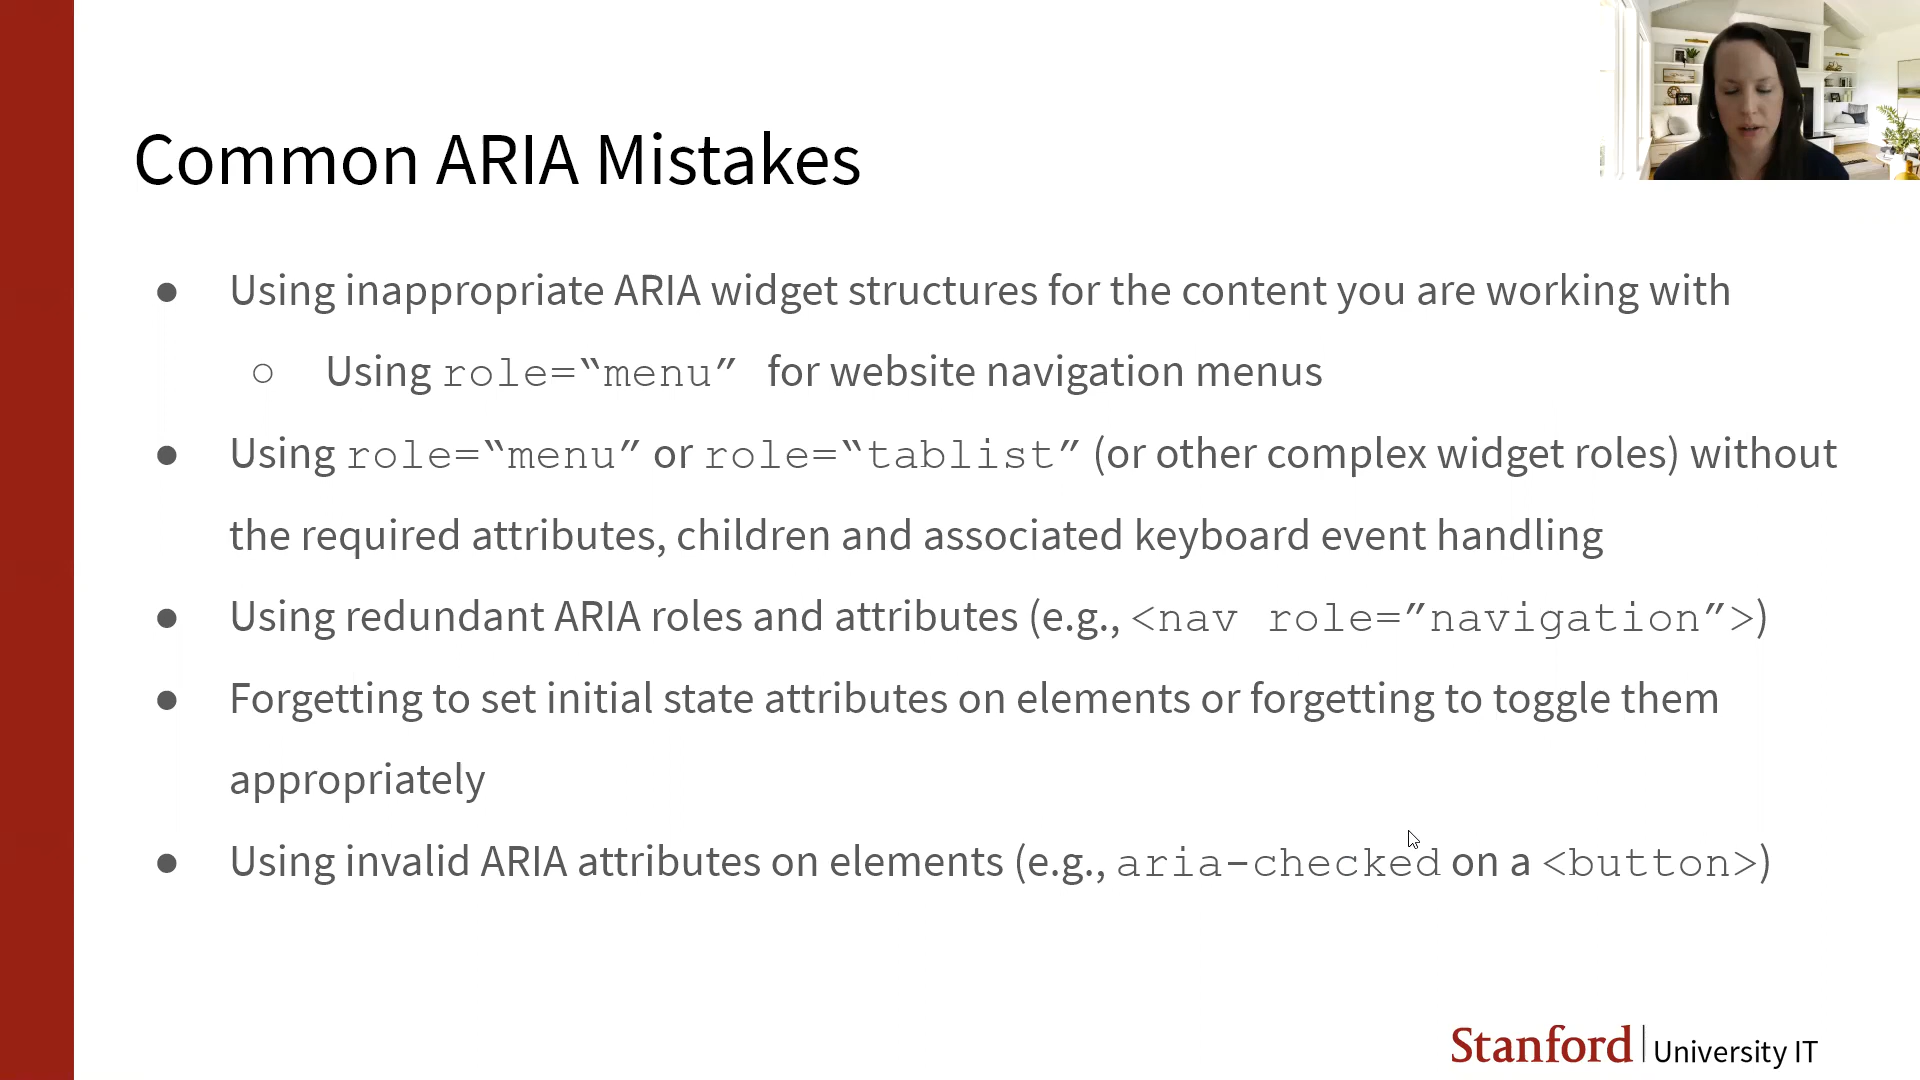 Common ARIA Mistakes
● Using inappropriate ARIA widget structures for the content you are working with
○ Using role=“menu” for website navigation menus
● Using role=“menu” or role=“tablist” (or other complex widget roles) without
the required attributes, children and associated keyboard event handling
● Using redundant ARIA roles and attributes (e.g., <nav role=”navigation”>)
● Forgetting to set initial state attributes on elements or forgetting to toggle them
appropriately
● Using invalid ARIA attributes on elements (e.g., aria-checked on a <button>)
Stanford | University IT